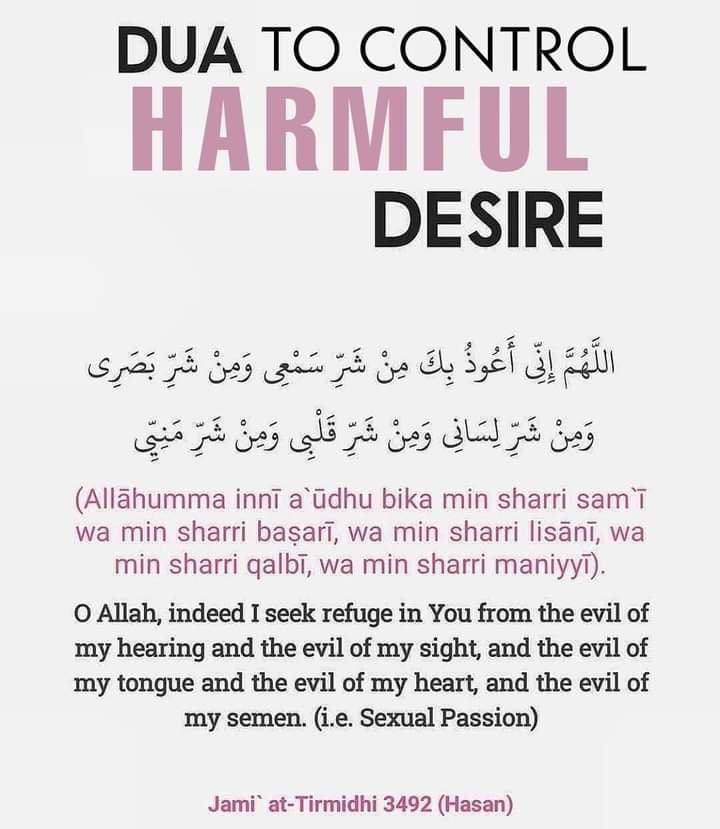 DUA TO CONTROL
HARMFUL
DESIRE
اللَّهُمَّ إِنِّي أَعُوذُ بِكَ مِنْ شَرِّ سَمْعِي وَمِنْ شَرِّ بَصَرِي
وَمِنْ شَرِّ لِسَانِي وَمِنْ شَرِّ قَلْبِي وَمِنْ شَرِّ مَنِيِّي
(Allāhumma innī a`ūdhu bika min sharri sam`ī
wa min sharri baṣarī, wa min sharri lisānī, wa
min sharri qalbī, wa min sharri maniyyī).
O Allah, indeed I seek refuge in You from the evil of
my hearing and the evil of my sight, and the evil of
my tongue and the evil of my heart, and the evil of
my semen. (i.e. Sexual Passion)
Jami` at-Tirmidhi 3492 (Hasan)